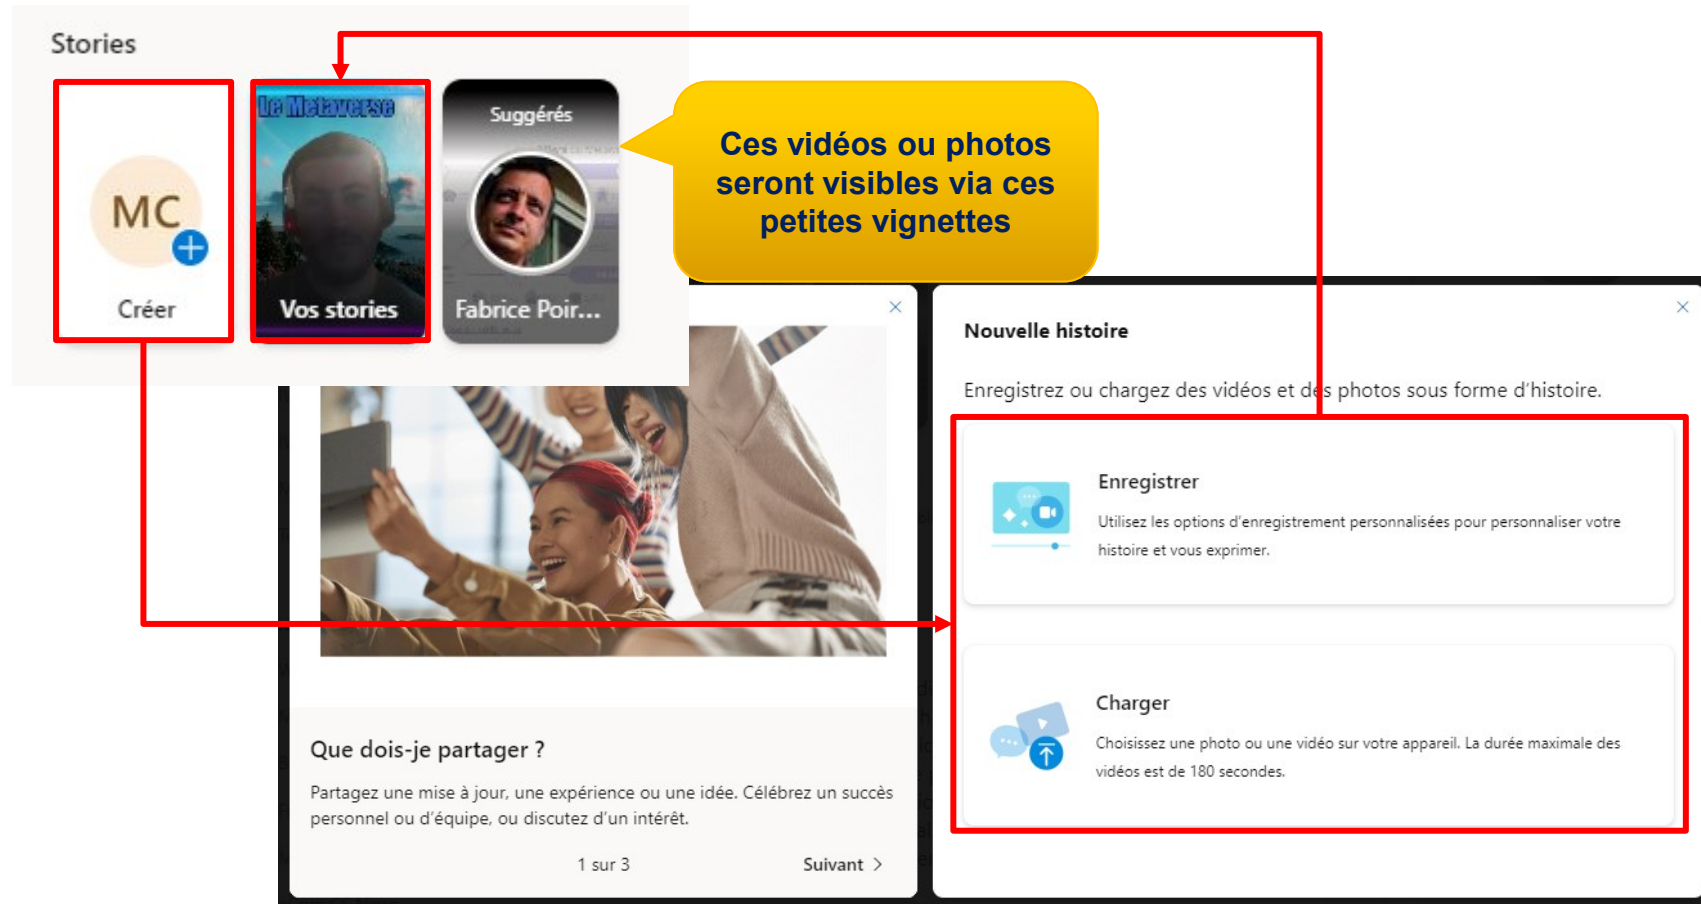 Stories
Le Metaverse
Suggérés
MC
Créer
Vos stories
Fabrice Poir...
Ces vidéos ou photos
seront visibles via ces
petites vignettes
Que dois-je partager ?
Partagez une mise à jour, une expérience ou une idée. Célébrez un succès
personnel ou d’équipe, ou discutez d’un intérêt.
1 sur 3
Suivant
Nouvelle histoire
Enregistrez ou chargez des vidéos et des photos sous forme d’histoire.
Enregistrer
Utilisez les options d’enregistrement personnalisées pour personnaliser votre
histoire et vous exprimer.
Charger
Choisissez une photo ou une vidéo sur votre appareil. La durée maximale des
vidéos est de 180 secondes.